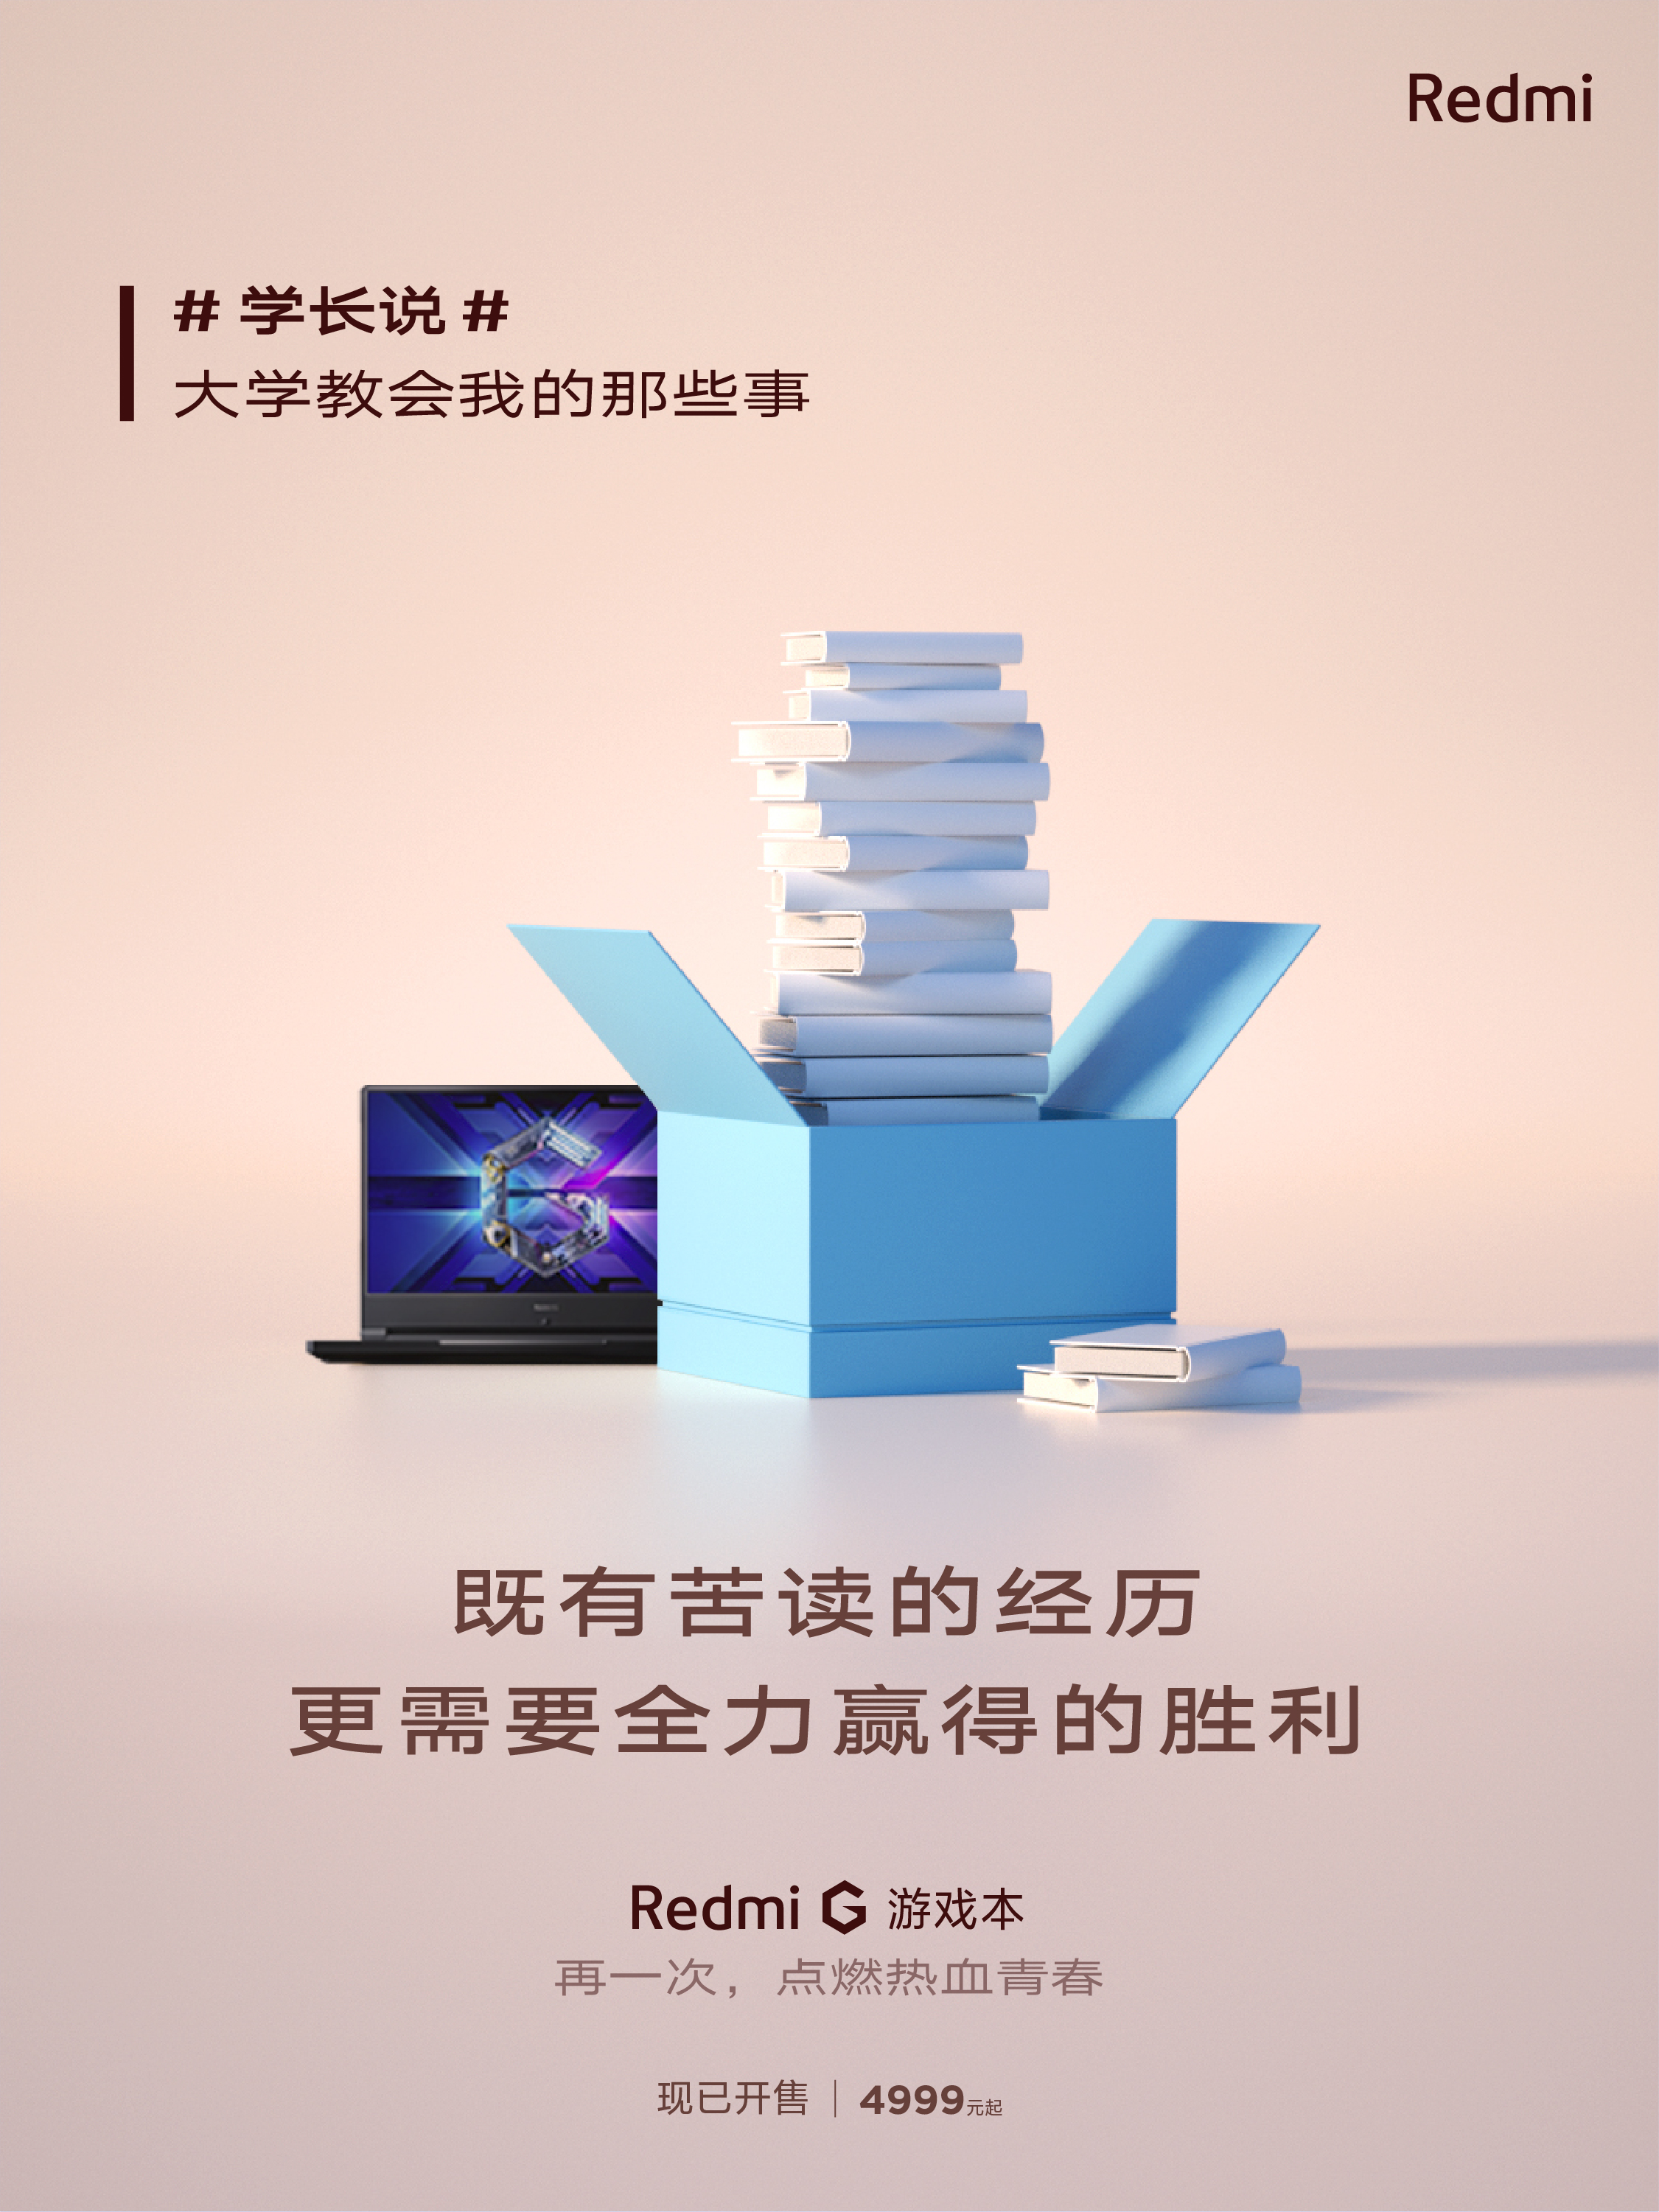 Redmi
# 学长说 #
大学教会我的那些事
既有苦读的经历
更需要全力赢得的胜利
Redmi G 游戏本
再一次，点燃热血青春
现已开售 | 4999元起